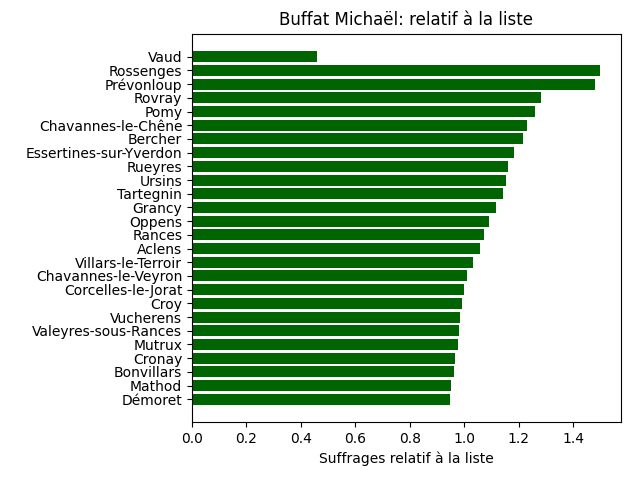 Buffat Michaël: relatif à la liste
Vaud
Rossenges
Prévonloup
Rovray
Pomy
Chavannes-le-Chêne
Bercher
Essertines-sur-Yverdon
Rueyres
Ursins
Tartegnin
Grancy
Oppens
Rances
Aclens
Villars-le-Terroir
Chavannes-le-Veyron
Corcelles-le-Jorat
Croy
Vucherens
Valeyres-sous-Rances
Mutrux
Cronay
Bonvillars
Mathod
Démoret
0.0 0.2 0.4 0.6 0.8 1.0 1.2 1.4
Suffrages relatif à la liste